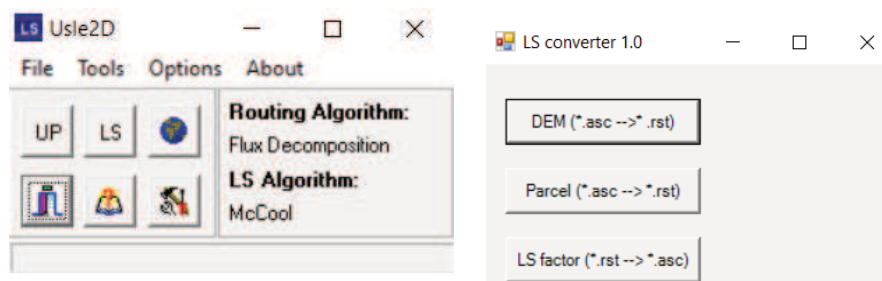 LS Usle2D
File Tools Options About
UP LS
Routing Algorithm:
Flux Decomposition
LS Algorithm:
McCool
LS converter 1.0
DEM (*.asc -->* .rst)
Parcel (*.asc --> *.rst)
LS factor (*.rst --> *.asc)